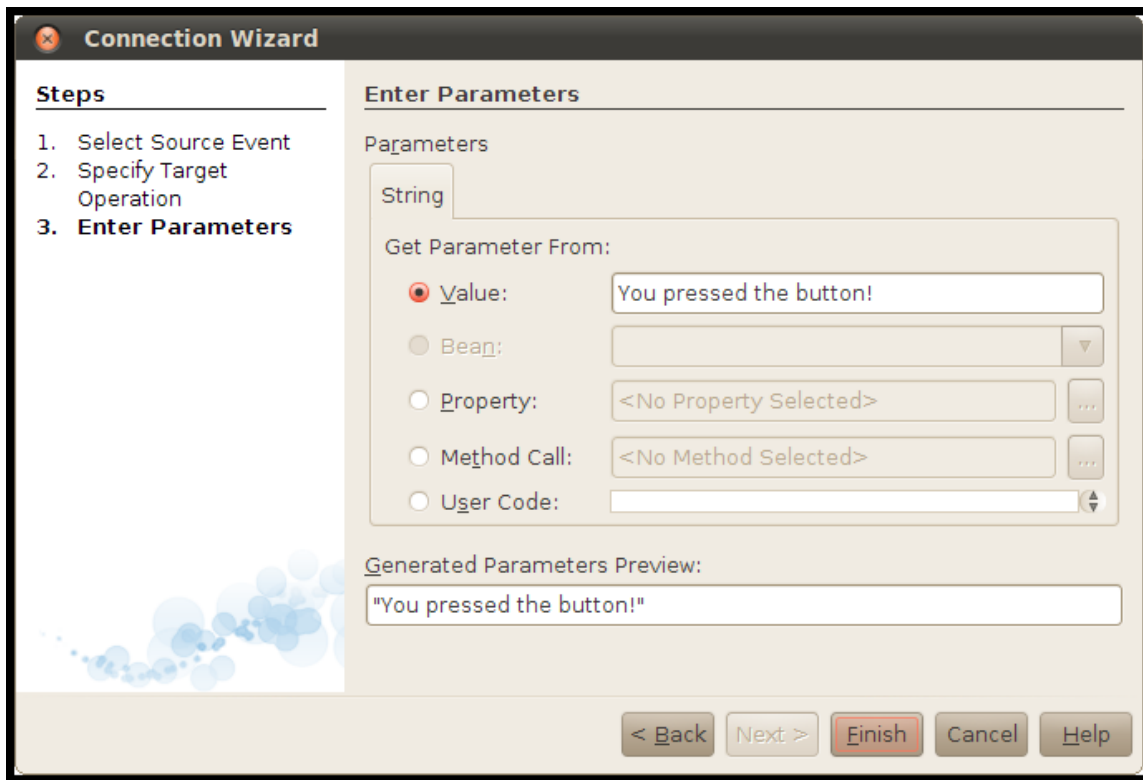 Connection Wizard
Steps
1. Select Source Event
2. Specify Target
Operation
3. Enter Parameters
Enter Parameters
Parameters
String
Get Parameter From:
Value: You pressed the button!
Bean:
Property: <No Property Selected> ...
Method Call: <No Method Selected> ...
User Code:
Generated Parameters Preview:
"You pressed the button!"
< Back Next > Finish Cancel Help